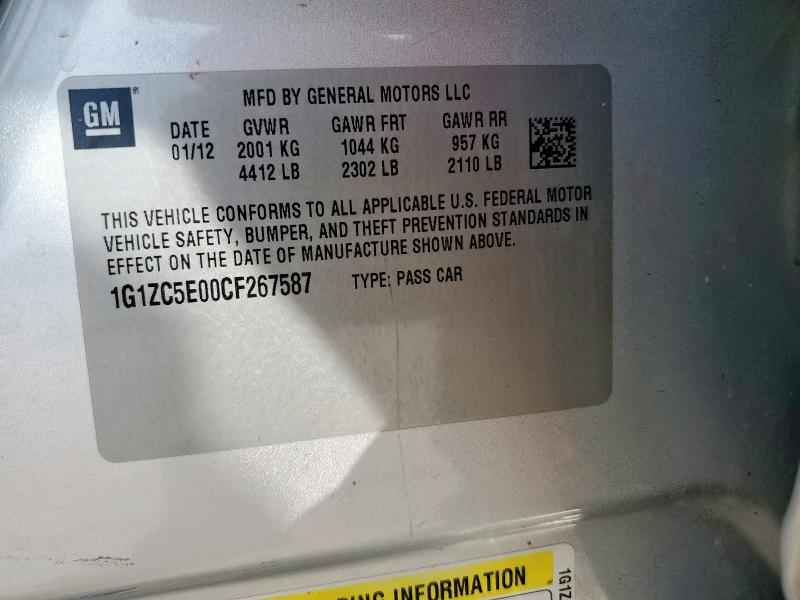 GM ®
MFD BY GENERAL MOTORS LLC
DATE GVWR GAWR FRT GAWR RR
01/12 2001 KG 1044 KG 957 KG
4412 LB 2302 LB 2110 LB
THIS VEHICLE CONFORMS TO ALL APPLICABLE U.S. FEDERAL MOTOR
VEHICLE SAFETY, BUMPER, AND THEFT PREVENTION STANDARDS IN
EFFECT ON THE DATE OF MANUFACTURE SHOWN ABOVE.
1G1ZC5E00CF267587 TYPE: PASS CAR
INFORMATION
1G1Z